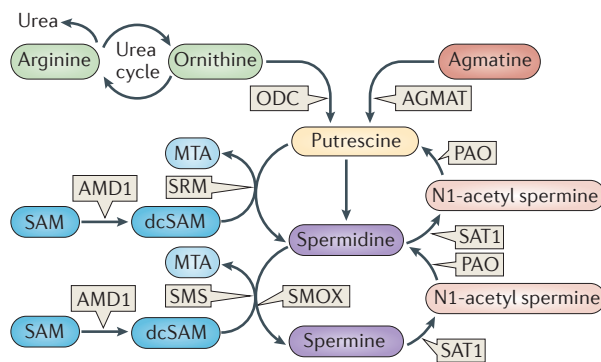 Urea
Arginine
Urea
cycle
Ornithine
Agmatine
ODC
AGMAT
Putrescine
MTA
PAO
SRM
AMD1
N1-acetyl spermine
SAM
dcSAM
Spermidine
SAT1
MTA
PAO
AMD1
SMS
SMOX
N1-acetyl spermine
SAM
dcSAM
Spermine
SAT1